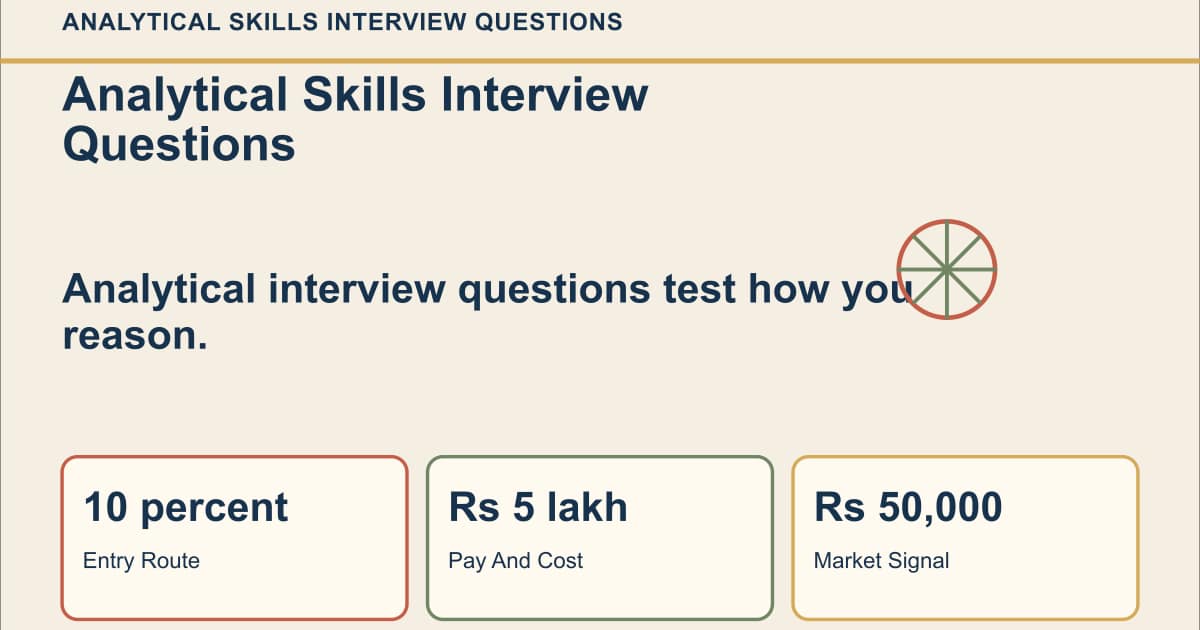 ANALYTICAL SKILLS INTERVIEW QUESTIONS
Analytical Skills Interview
Questions
Analytical interview questions test how you
reason.
10 percent
Entry Route
Rs 5 lakh
Pay And Cost
Rs 50,000
Market Signal